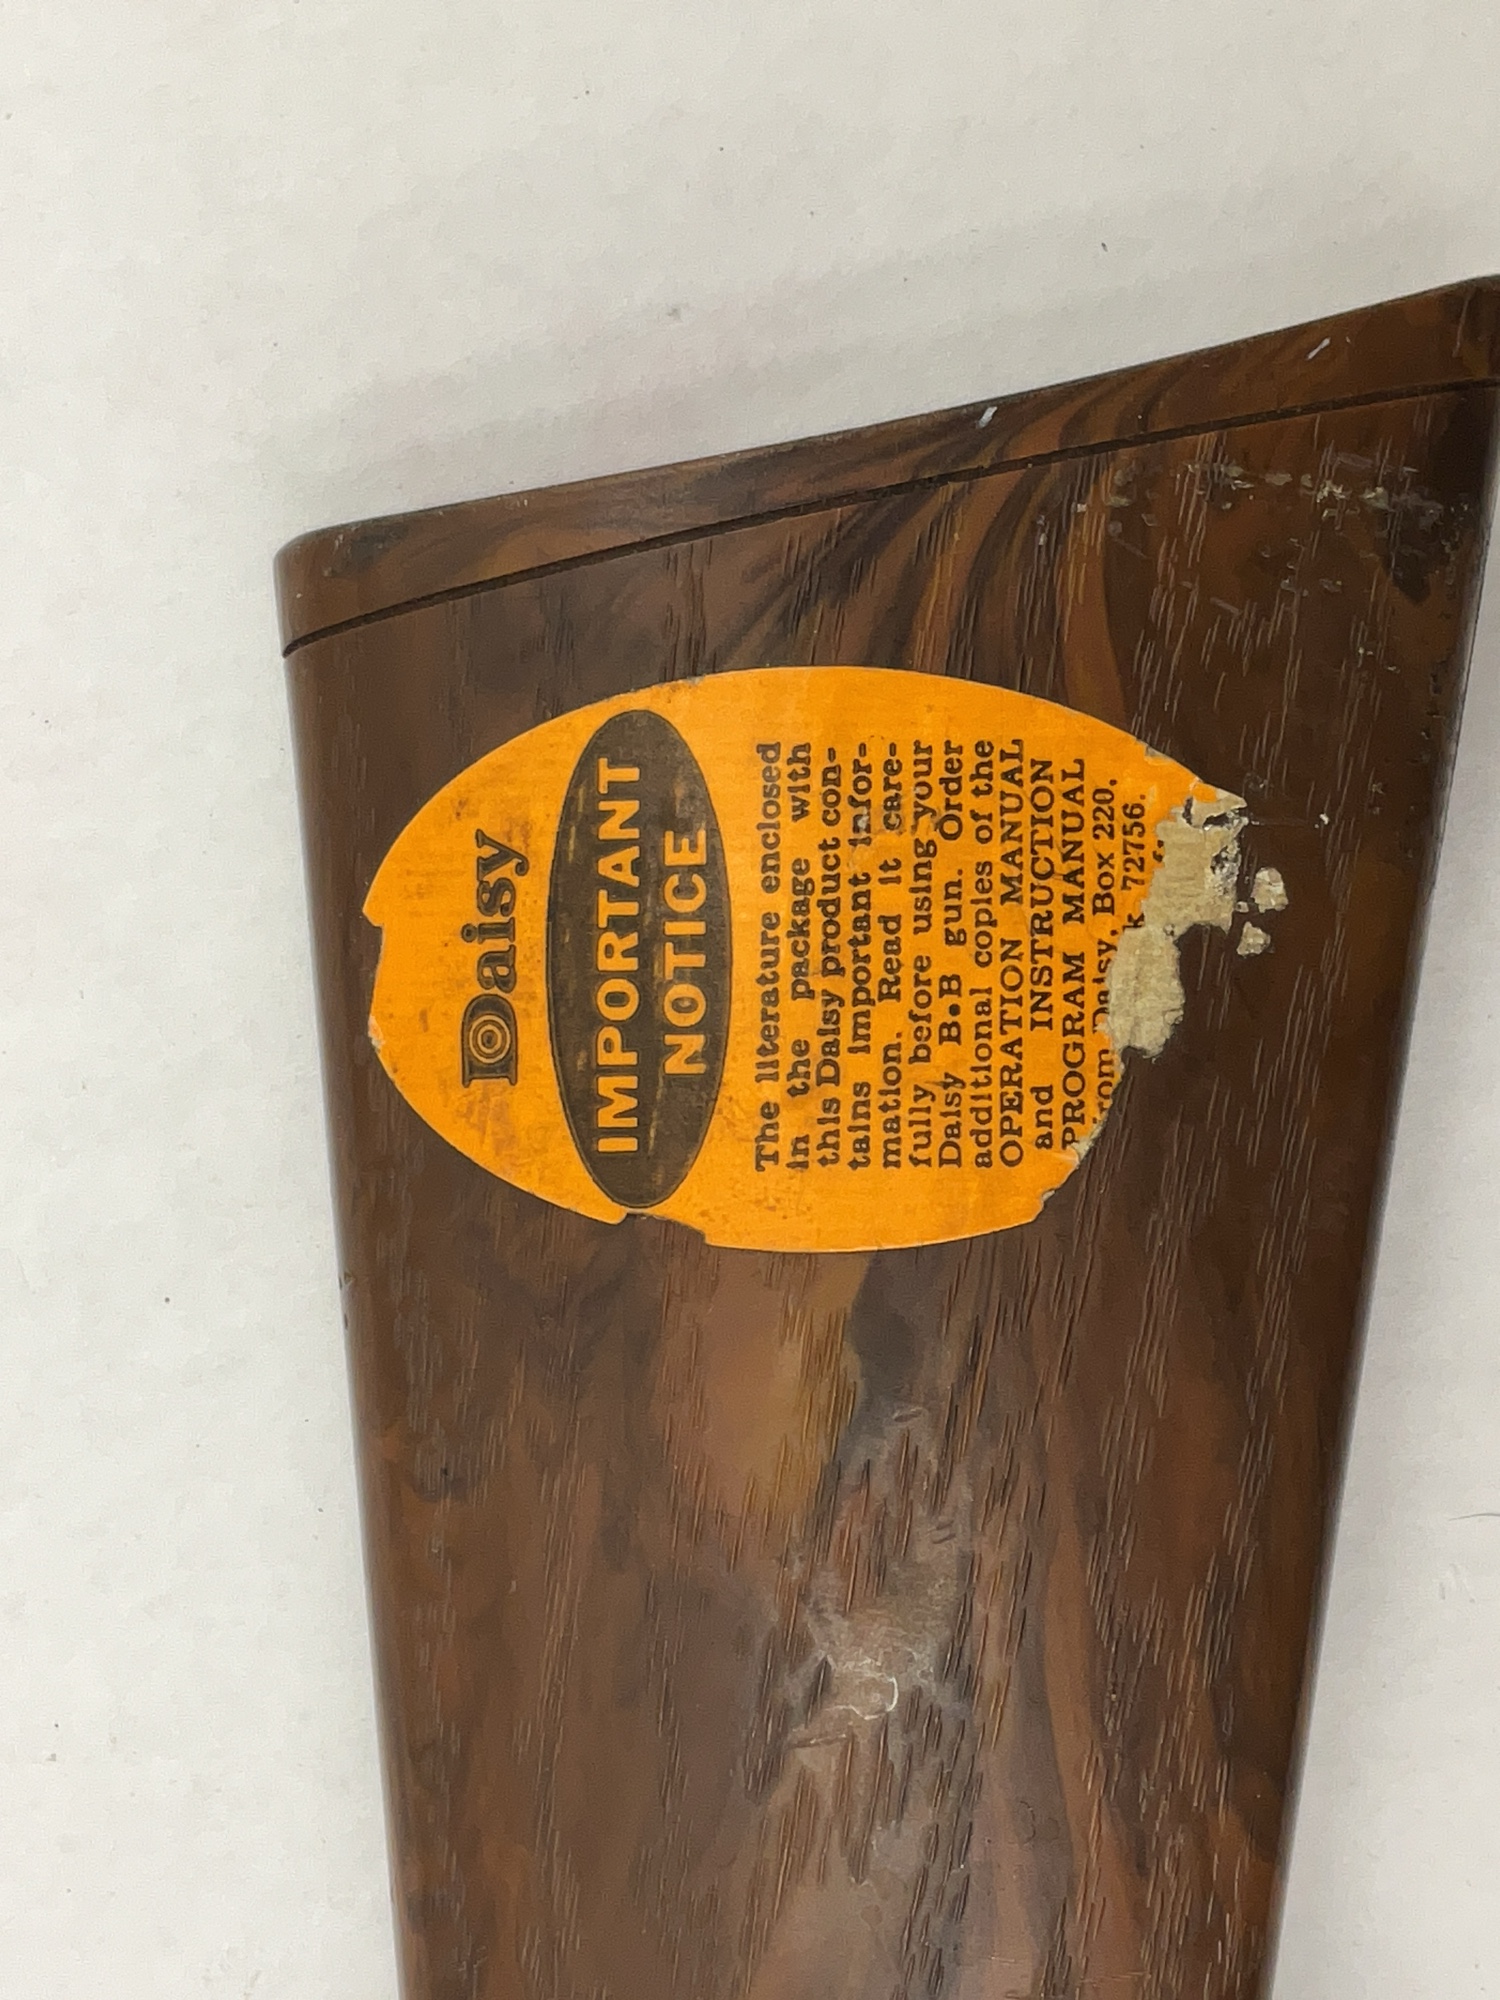 Daisy
IMPORTANT
NOTICE
The literature enclosed
in the package with
this Daisy product con-
tains important infor-
mation. Read it care-
fully before using your
Daisy B•B gun. Order
additional copies of the
OPERATION MANUAL
and INSTRUCTION
PROGRAM MANUAL
from Daisy, Box 220,
72756.